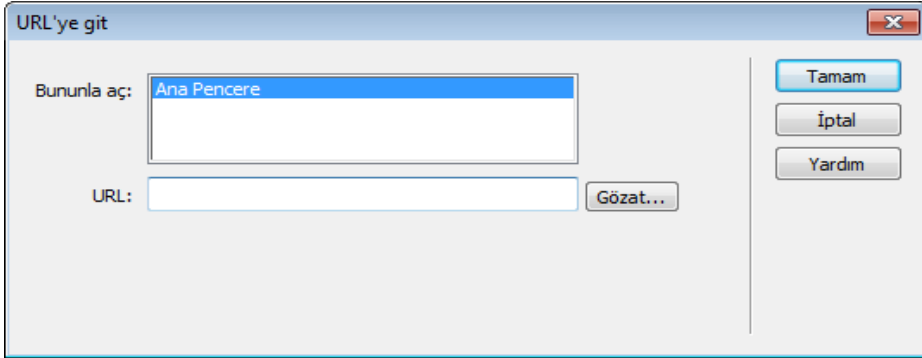 URL'ye git
Bununla aç:
Ana Pencere
URL:
Gözat...
Tamam
İptal
Yardım